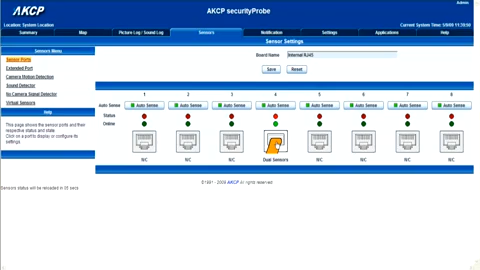 Admin
AKCP
AKCP securityProbe
Location: System Location
Current System Time: 5/8/09 11:39:50
Summary Map Picture Log / Sound Log Sensors Notification Settings Applications Help
Sensors Menu
Sensor Settings
Sensor Ports
Extended Port
Camera Motion Detection
Sound Detector
No Camera Signal Detector
Virtual Sensors
Board Name: Internal RJ45
Save Reset
1 2 3 4 5 6 7 8
Auto Sense Auto Sense Auto Sense Auto Sense Auto Sense Auto Sense Auto Sense Auto Sense Auto Sense
Help
Status
Online
This page shows the sensor ports and their
respective status and state.
Click on a port's display or configure its
settings
N/C N/C N/C Dual Sensors N/C N/C N/C N/C
©1991 - 2009 AKCP All rights reserved
Sensors status will be reloaded in 05 secs